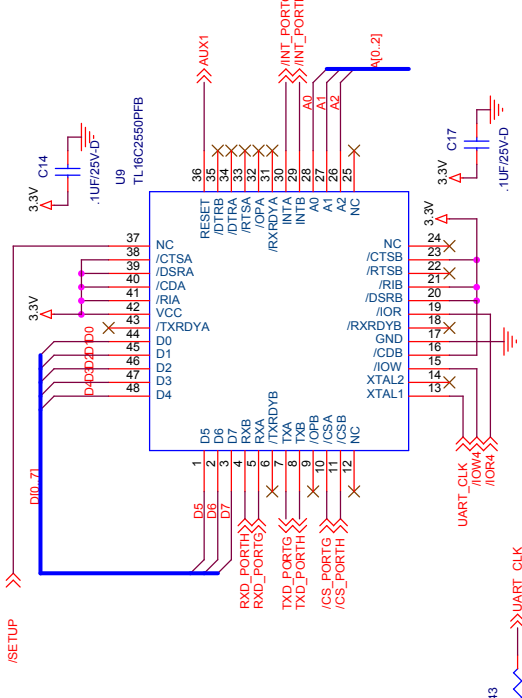 AUX1
/INT_PORTG
/INT_PORTH
A[0..2]
A0
A1
A2
C14
.1UF/25V-D
3.3V
U9
TL16C2550PFB
C17
.1UF/25V-D
3.3V
36
35
34
33
32
31
30
29
28
27
26
25
RESET
/DTRB
/DTRA
/RTSA
/OPA
/RXRDYA
INTA
INTB
A0
A1
A2
NC
37 NC
38 /CTSA
39 /DSRA
40 /CDA
41 /RIA
42 VCC
43 /TXRDYA
44 D0
45 D1
46 D2
47 D3
48 D4
3.3V
D0
D1
D2
D3
D4
D[0..7]
NC 24
/CTSB 23
/RTSB 22
/RIB 21
/DSRB 20
/IOR 19
/RXRDYB 18
GND 17
/CDB 16
/IOW 15
XTAL2 14
XTAL1 13
3.3V
D5
D6
D7
RXB
RXA
/TXRDYB
TXA
TXB
/OPB
/CSA
/CSB
NC
1
2
3
4
5
6
7
8
9
10
11
12
D5
D6
D7
RXD_PORTH
RXD_PORTG
TXD_PORTG
TXD_PORTH
/CS_PORTG
/CS_PORTH
UART_CLK
/IOW4
/IOR4
/SETUP
UART_CLK
43